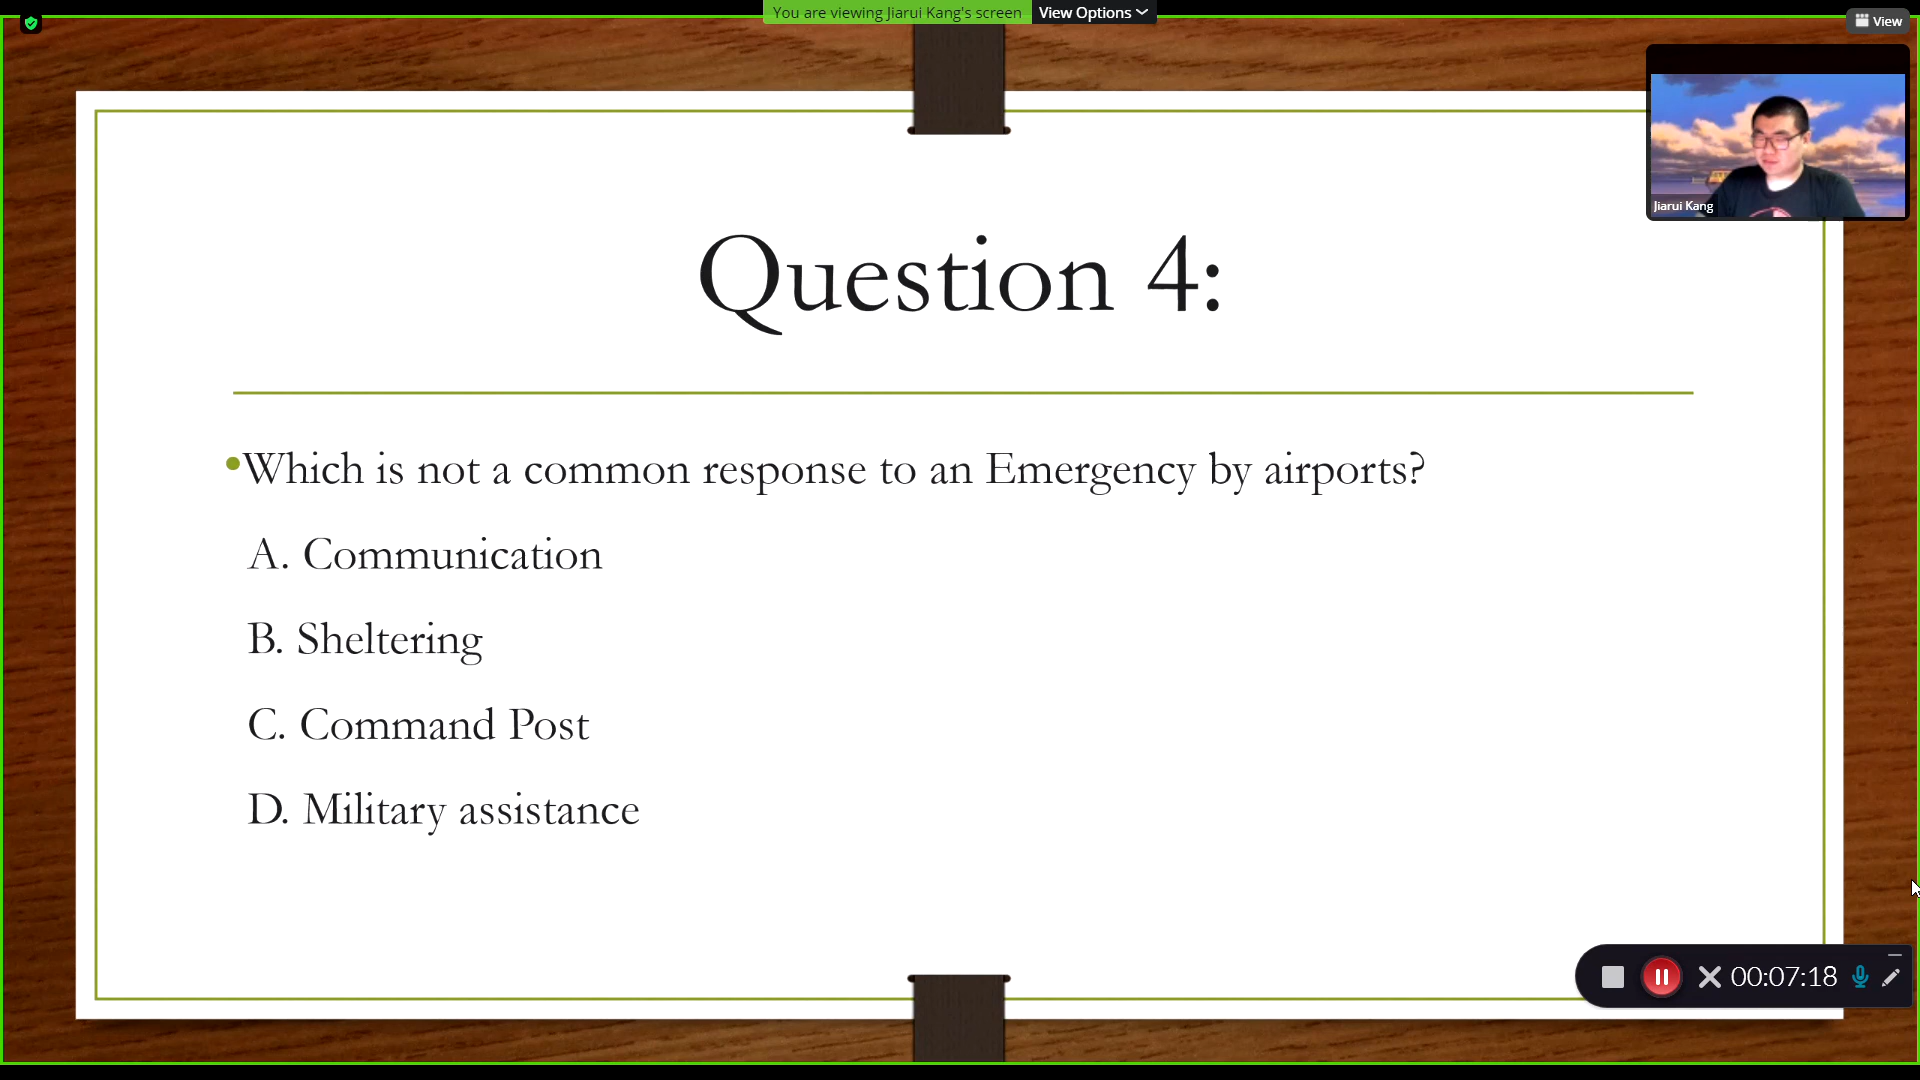 You are viewing Jiarui Kang's screen
View Options
View
Jiarui Kang
Question 4:
Which is not a common response to an Emergency by airports?
A. Communication
B. Sheltering
C. Command Post
D. Military assistance
00:07:18